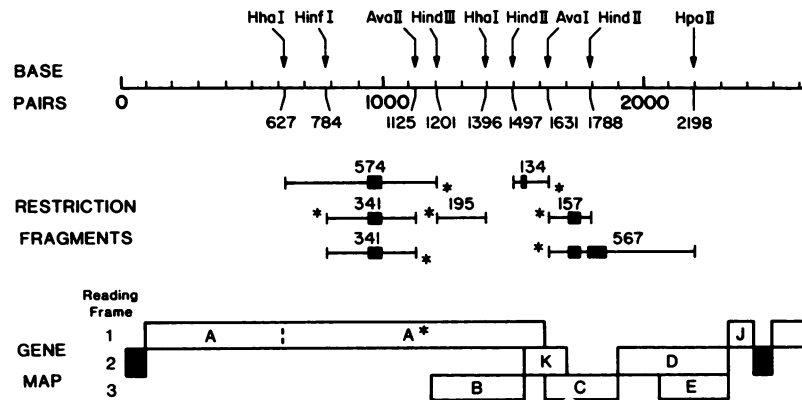 HhaI HinfI AvaII HindIII HhaI HindII AvaI HindII HpaII
BASE
PAIRS
0 1000 2000
627 784 1125 1201 1396 1497 1631 1788 2198
574 134
RESTRICTION
FRAGMENTS
* 341 * 195 * * 157
341 * * 567
Reading
Frame
GENE
MAP
1 A A* J
2 K D
3 B C E